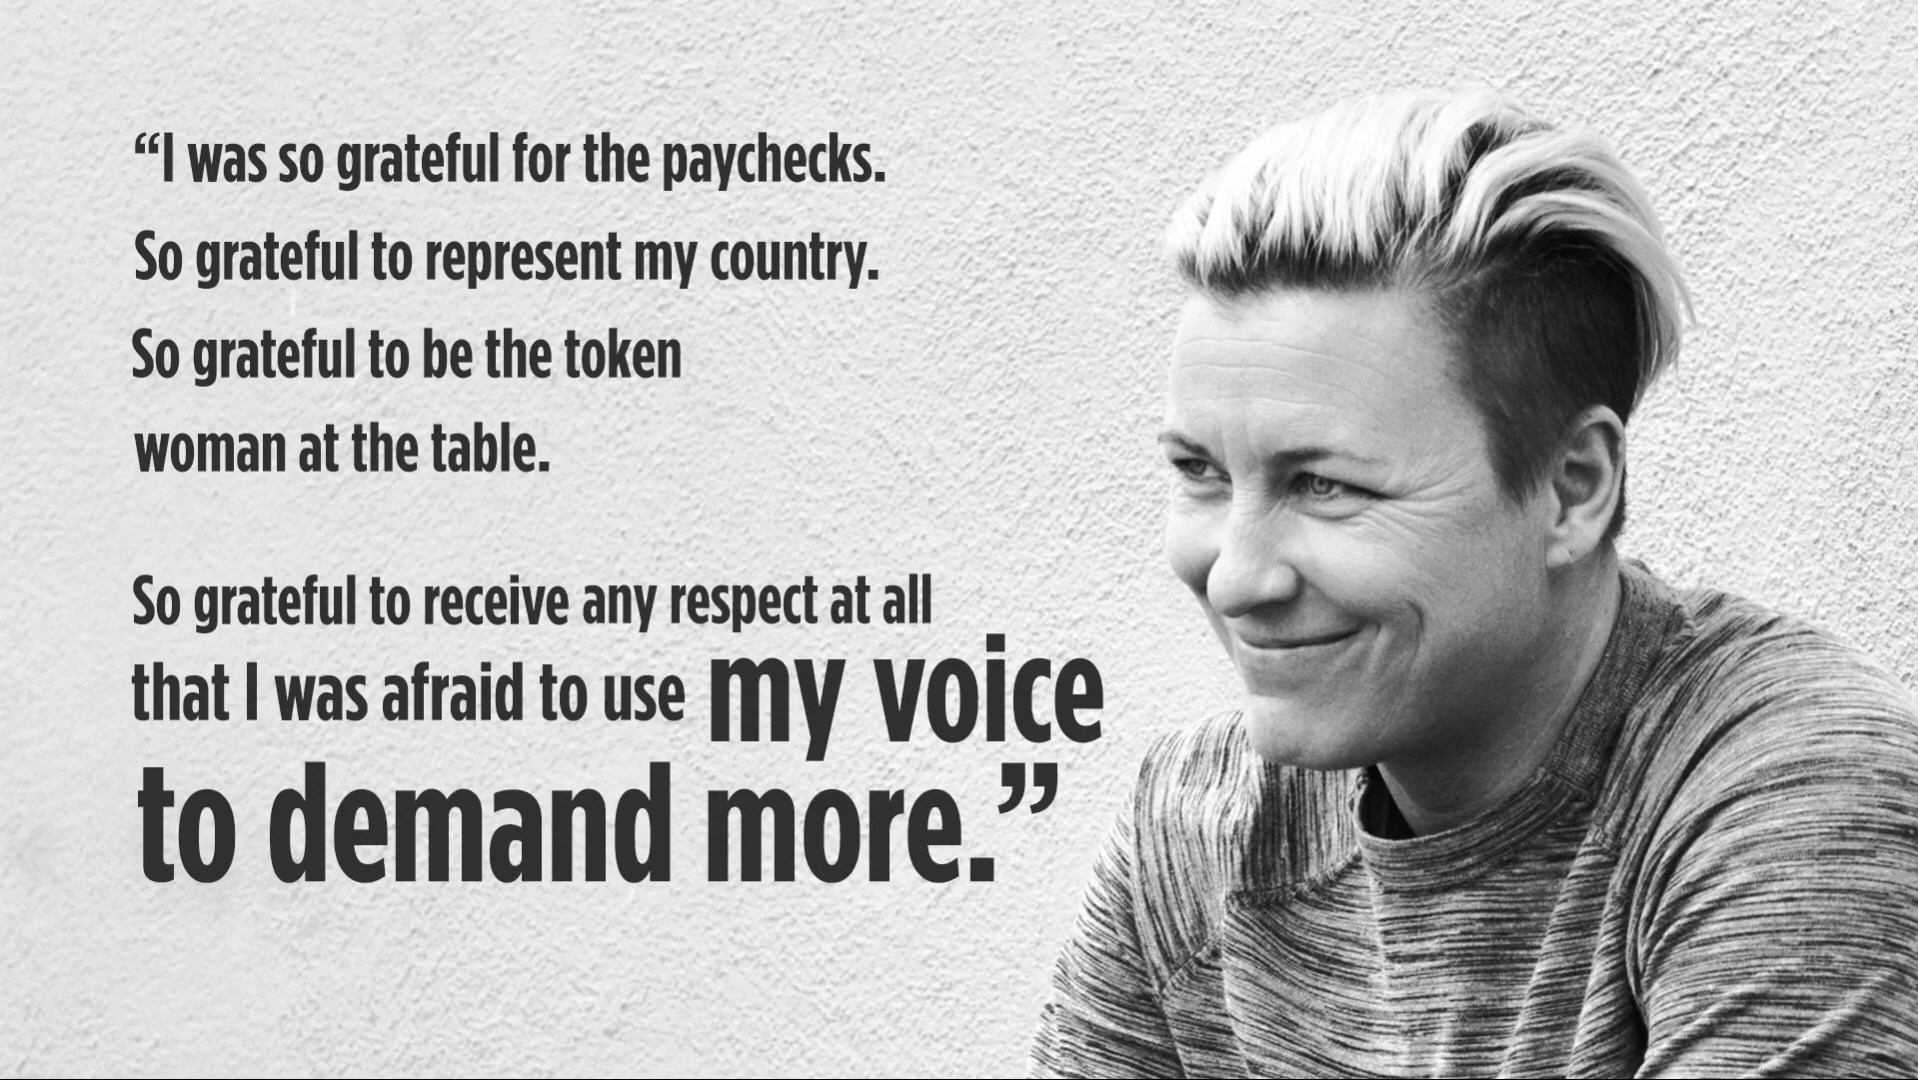 “I was so grateful for the paychecks.
So grateful to represent my country.
So grateful to be the token
woman at the table.
So grateful to receive any respect at all
that I was afraid to use my voice
to demand more.”